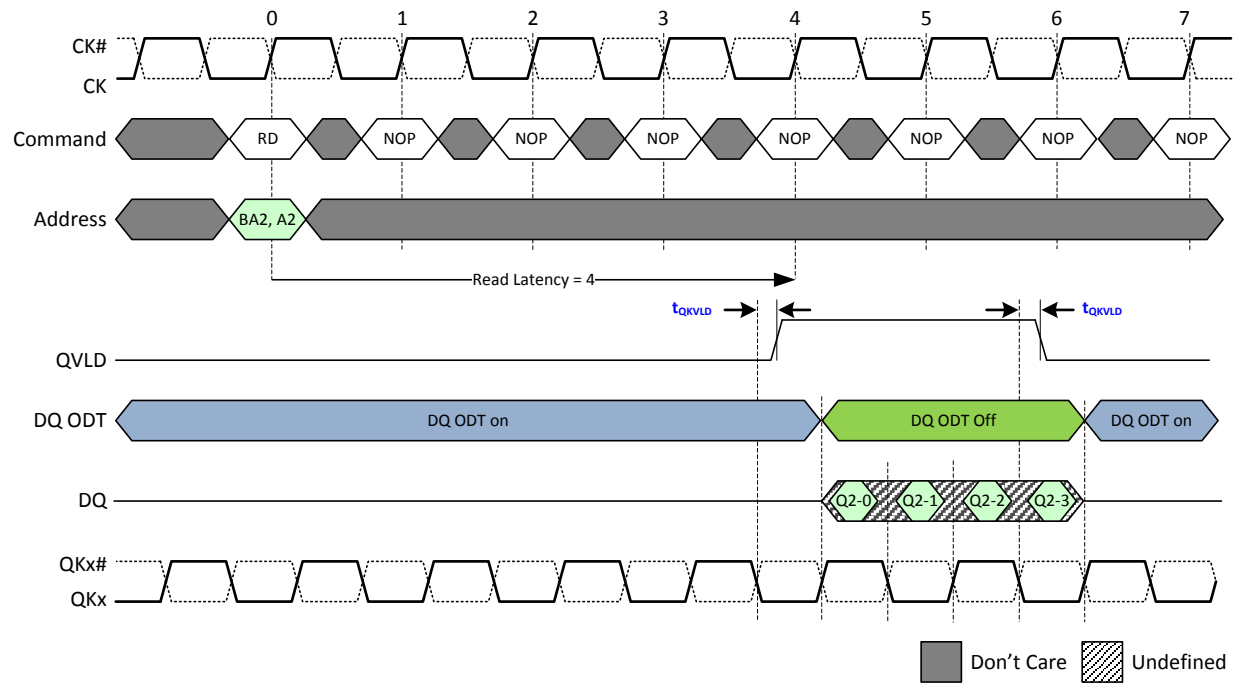 0 1 2 3 4 5 6 7
CK#
CK
Command RD NOP NOP NOP NOP NOP NOP NOP
Address BA2, A2
Read Latency = 4
tQKVLD tQKVLD
QVLD
DQ ODT DQ ODT on DQ ODT Off DQ ODT on
DQ Q2-0 Q2-1 Q2-2 Q2-3
QKx#
QKx
Don't Care Undefined